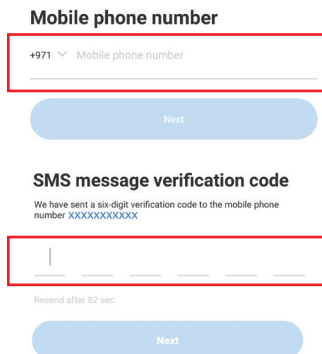 Mobile phone number
+971 Mobile phone number
Next
SMS message verification code
We have sent a six-digit verification code to the mobile phone
number XXXXXXXXXXX
Resend after 82 sec
Next